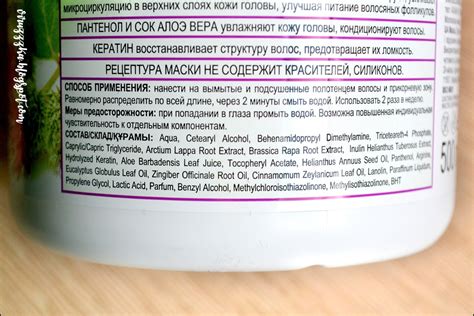 микроциркуляцию в верхних слоях кожи головы, улучшая питание волосяных фолликулов.
ПАНТЕНОЛ И СОК АЛОЭ ВЕРА увлажняют кожу головы, кондиционируют волосы.
КЕРАТИН восстанавливает структуру волос, предотвращает их ломкость.
РЕЦЕПТУРА МАСКИ НЕ СОДЕРЖИТ КРАСИТЕЛЕЙ, СИЛИКОНОВ.
СПОСОБ ПРИМЕНЕНИЯ: нанести на вымытые и подсушенные полотенцем волосы и прикорневую зону.
Равномерно распределить по всей длине, через 2 минуты смыть водой. Использовать 2 раза в неделю.
Меры предосторожности: при попадании в глаза промыть водой. Возможна повышенная индивидуальная
чувствительность к отдельным компонентам.
СОСТАВ/СКЛАД/ҚҰРАМЫ: Aqua, Cetearyl Alcohol, Behenamidopropyl Dimethylamine, Triceteareth-4 Phosphate,
Caprylic/Capric Triglyceride, Arctium Lappa Root Extract, Brassica Rapa Root Extract, Inulin Helianthus Tuberosus Extract,
Hydrolyzed Keratin, Aloe Barbadensis Leaf Juice, Tocopheryl Acetate, Helianthus Annuus Seed Oil, Panthenol, Arginine,
Eucalyptus Globulus Leaf Oil, Zingiber Officinale Root Oil, Cinnamomum Zeylanicum Leaf Oil, Lanolin, Paraffinum Liquidum,
Propylene Glycol, Lactic Acid, Parfum, Benzyl Alcohol, Methylchloroisothiazolinone, Methylisothiazolinone, BHT
500